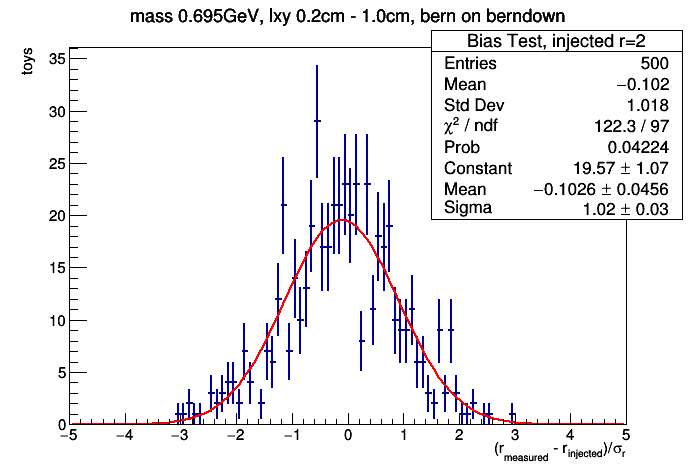 mass 0.695GeV, lxy 0.2cm - 1.0cm, bern on berndown
Bias Test, injected r=2
Entries 500
Mean −0.102
Std Dev 1.018
χ² / ndf 122.3 / 97
Prob 0.04224
Constant 19.57 ± 1.07
Mean −0.1026 ± 0.0456
Sigma 1.02 ± 0.03
toys
35
30
25
20
15
10
5
0
−5 −4 −3 −2 −1 0 1 2 3 4 5
(r_measured - r_injected)/σ_r